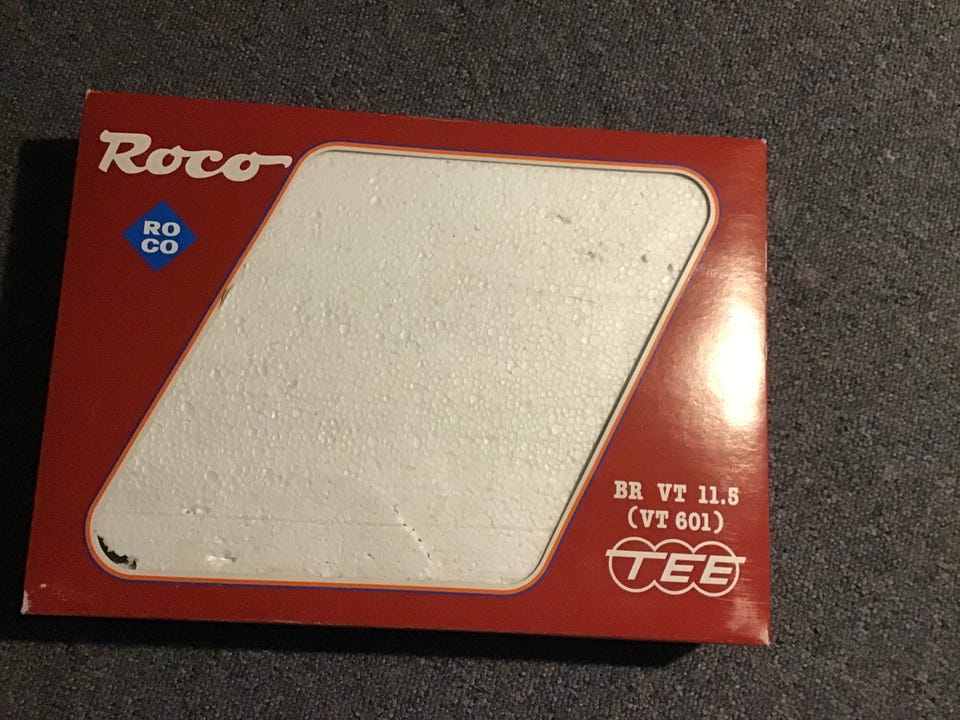 Roco
RO
CO
BR VT 11.5
(VT 601)
TEE